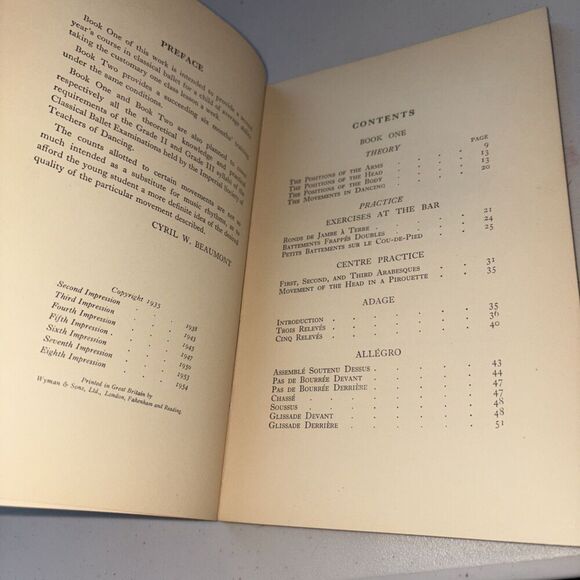 PREFACE
Book One of this work is intended to provide a second
year's course in classical ballet for a child of average ability
taking the customary one class lesson a week.
Book Two provides a succeeding six months' training
under the same conditions.
Book One and Book Two are also planned to cover
respectively all the theoretical knowledge and practical
requirements of the Grade II and Grade III syllabi of the
Classical Ballet Examinations held by the Imperial Society of
Teachers of Dancing.
The counts allotted to certain movements are not so
much intended as a substitute for music rhythms, as to
afford the young student a more definite idea of the desired
quality of the particular movement described.
CYRIL W. BEAUMONT
Copyright 1935
Second Impression . . 1938
Third Impression . . 1943
Fourth Impression . . 1945
Fifth Impression . . 1945
Sixth Impression . . 1947
Seventh Impression . . 1950
Eighth Impression . . 1953
1954
Printed in Great Britain by
Wyman & Sons, Ltd., London, Fakenham and Reading.
CONTENTS
BOOK ONE
THEORY
PAGE
The Positions of the Arms . . . 9
The Positions of the Head . . . 13
The Positions of the Body . . . 13
The Movements in Dancing . . . 20
PRACTICE
EXERCISES AT THE BAR
Ronds de Jambe à Terre . . . . 21
Battements Frappés Doubles . . . 24
Petits Battements sur le Cou-de-Pied . . 25
CENTRE PRACTICE
First, Second, and Third Arabesques . . 31
Movement of the Head in a Pirouette . . 35
ADAGE
Introduction . . . . . 35
Trois Relevés . . . . . 36
Cinq Relevés . . . . . 40
ALLÉGRO
Assemblé Soutenu Dessus . . . 43
Pas de Bourrée Devant . . . . 44
Pas de Bourrée Derrière . . . . 47
Chassé . . . . . . 47
Soussus . . . . . . 48
Glissade Devant . . . . . 48
Glissade Derrière . . . . . 51